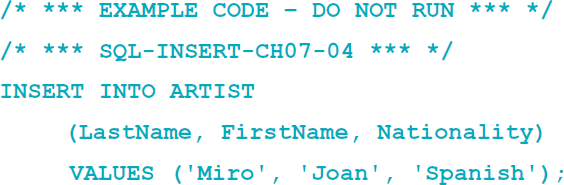 /* *** EXAMPLE CODE – DO NOT RUN *** */
/* *** SQL-INSERT-CH07-04 *** */
INSERT INTO ARTIST
(LastName, FirstName, Nationality)
VALUES ('Miro', 'Joan', 'Spanish');